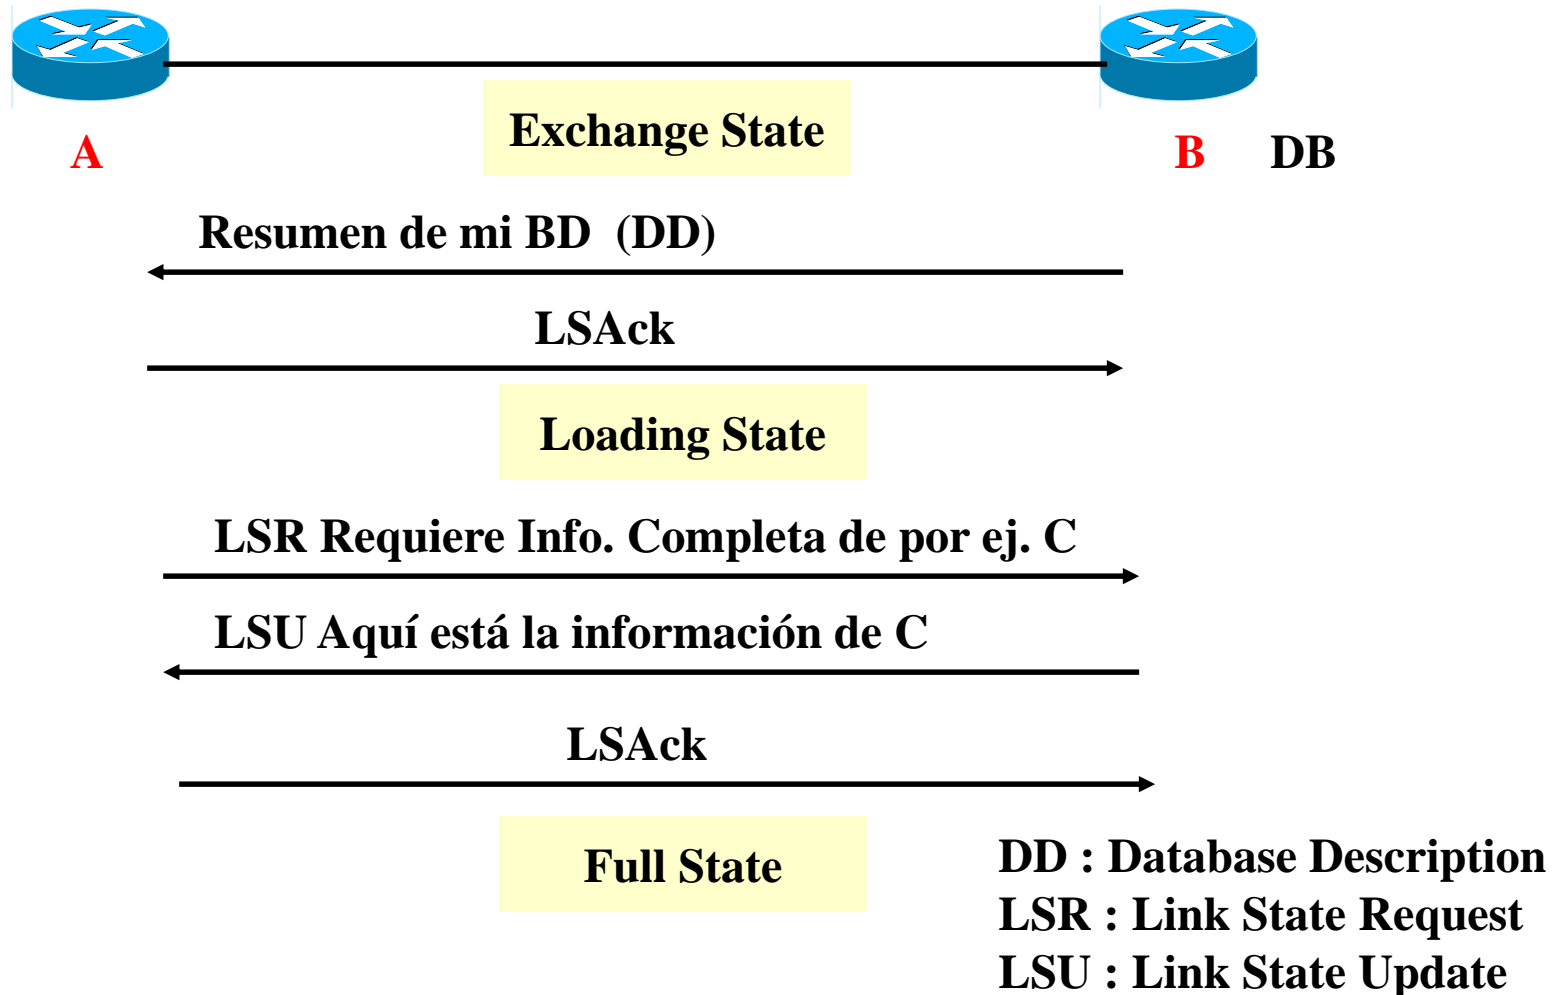 Exchange State
A
B
DB
Resumen de mi BD (DD)
LSAck
Loading State
LSR Requiere Info. Completa de por ej. C
LSU Aquí está la información de C
LSAck
Full State
DD : Database Description
LSR : Link State Request
LSU : Link State Update